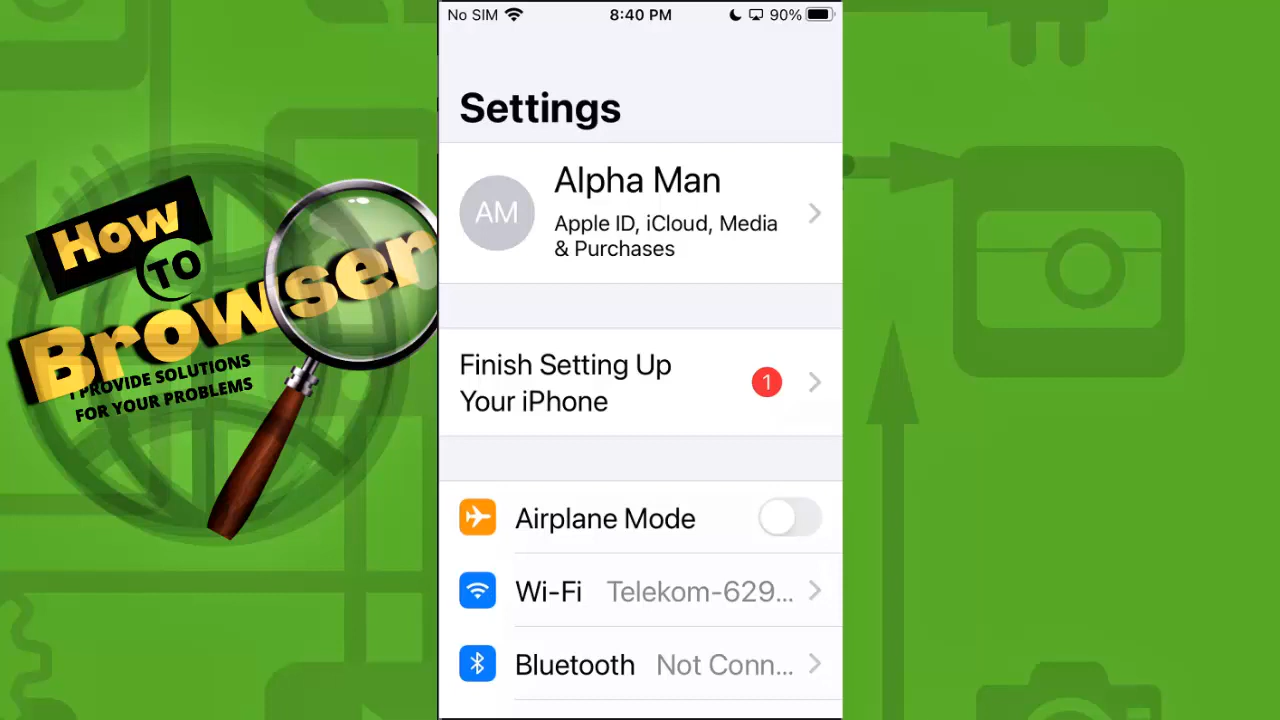 No SIM 8:40 PM 90%
Settings
AM
Alpha Man
Apple ID, iCloud, Media
& Purchases
Finish Setting Up
Your iPhone
1
Airplane Mode
Wi-Fi Telekom-629...
Bluetooth Not Conn...
How
TO
Browser
I PROVIDE SOLUTIONS
FOR YOUR PROBLEMS